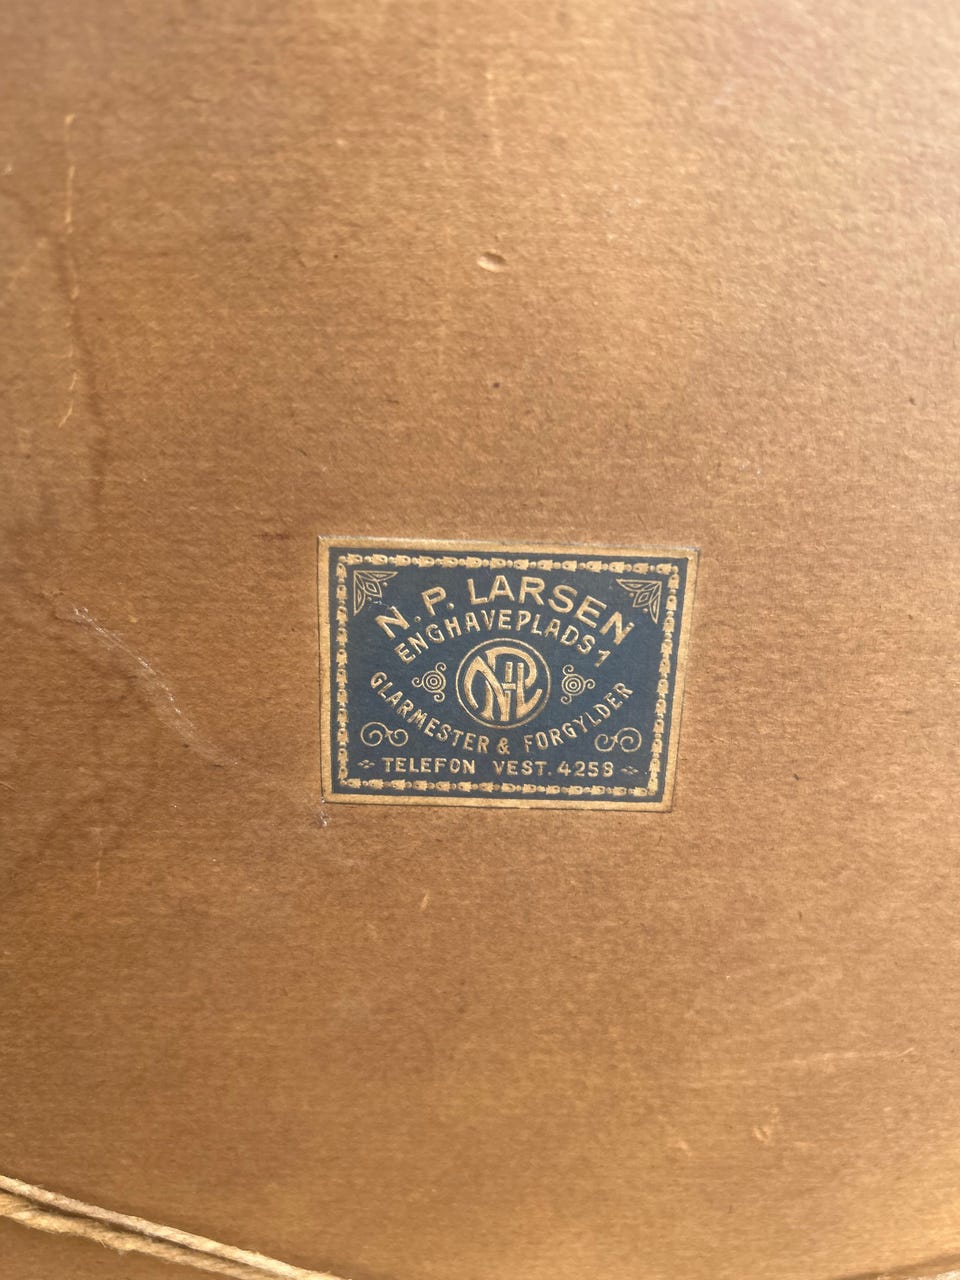 N. P. LARSEN
ENGHAVEPLADS 1
NPL
GLARMESTER & FORGYLDER
TELEFON VEST. 4258